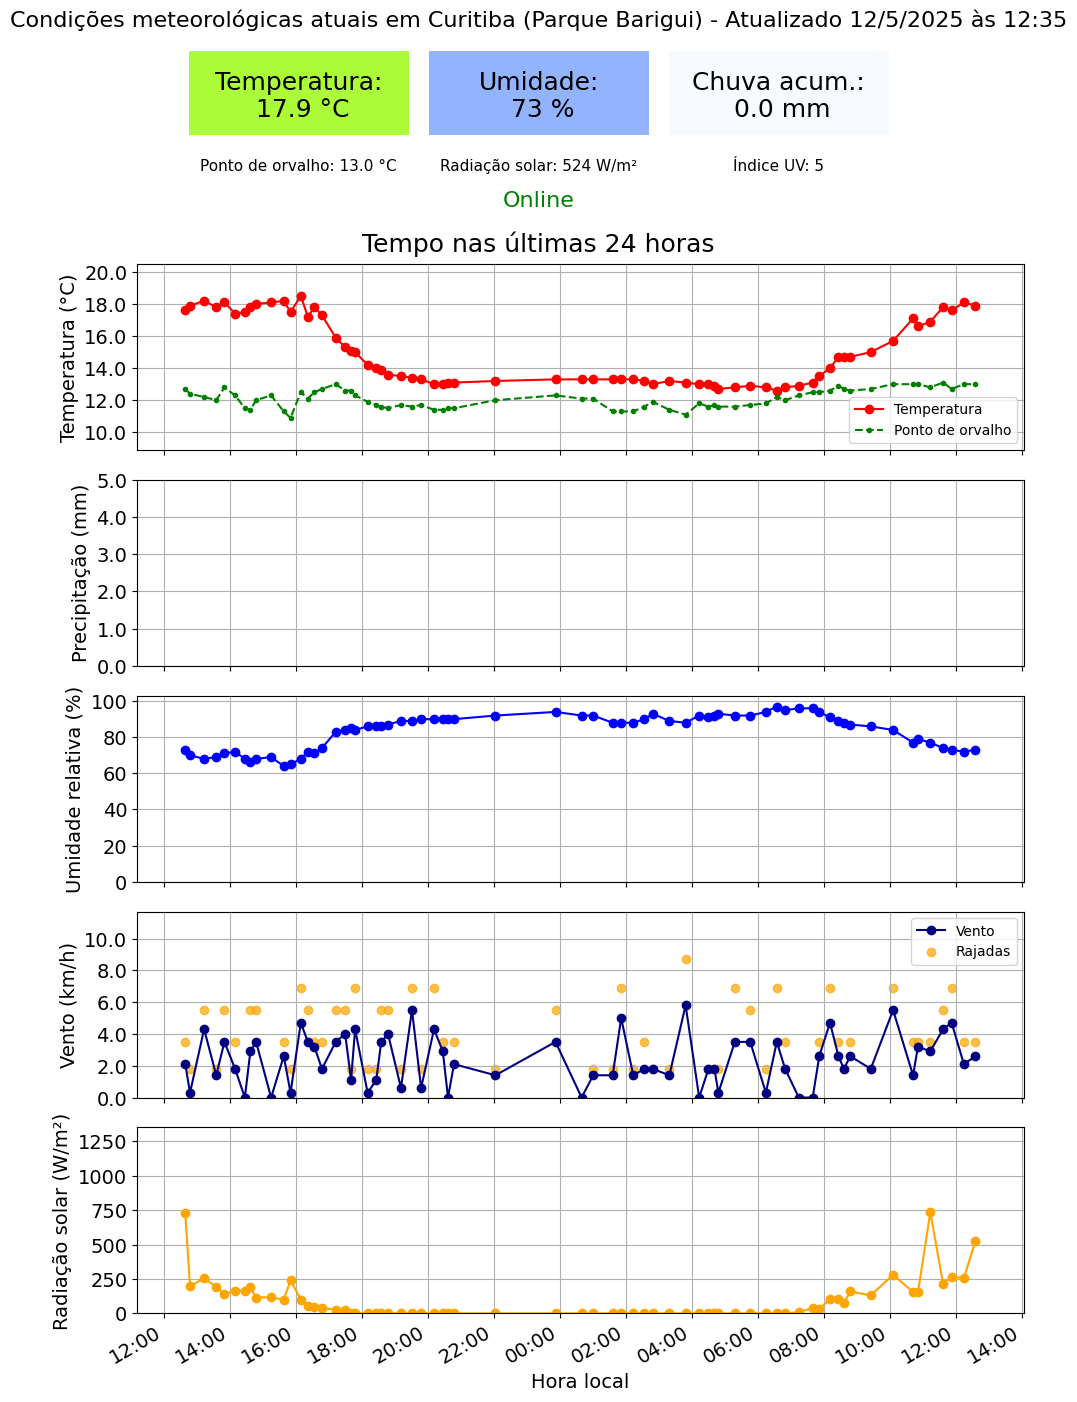 Condições meteorológicas atuais em Curitiba (Parque Barigui) - Atualizado 12/5/2025 às 12:35
Temperatura:
17.9 °C
Umidade:
73 %
Chuva acum.:
0.0 mm
Ponto de orvalho: 13.0 °C
Radiação solar: 524 W/m²
Índice UV: 5
Online
Tempo nas últimas 24 horas
Temperatura (°C)
20.0
18.0
16.0
14.0
12.0
10.0
Temperatura
Ponto de orvalho
Precipitação (mm)
5.0
4.0
3.0
2.0
1.0
0.0
Umidade relativa (%)
100
80
60
40
20
0
Vento (km/h)
10.0
8.0
6.0
4.0
2.0
0.0
Vento
Rajadas
Radiação solar (W/m²)
1250
1000
750
500
250
0
12:00
14:00
16:00
18:00
20:00
22:00
00:00
02:00
04:00
06:00
08:00
10:00
12:00
14:00
Hora local